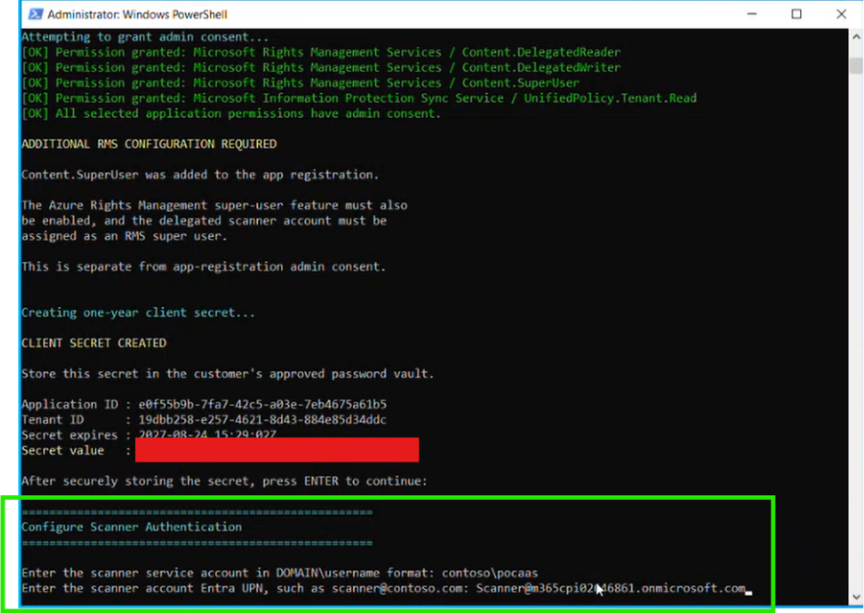 Administrator: Windows PowerShell
Attempting to grant admin consent...
[OK] Permission granted: Microsoft Rights Management Services / Content.DelegatedReader
[OK] Permission granted: Microsoft Rights Management Services / Content.DelegatedWriter
[OK] Permission granted: Microsoft Rights Management Services / Content.SuperUser
[OK] Permission granted: Microsoft Information Protection Sync Service / UnifiedPolicy.Tenant.Read
[OK] All selected application permissions have admin consent.
ADDITIONAL RMS CONFIGURATION REQUIRED
Content.SuperUser was added to the app registration.
The Azure Rights Management super-user feature must also
be enabled, and the delegated scanner account must be
assigned as an RMS super user.
This is separate from app-registration admin consent.
Creating one-year client secret...
CLIENT SECRET CREATED
Store this secret in the customer's approved password vault.
Application ID : e0f55b9b-7fa7-42c5-a03e-7eb4675a61b5
Tenant ID : 19dbb258-e257-4621-8d43-884e85d34ddc
Secret expires : 2027-08-24 15:29:02Z
Secret value :
After securely storing the secret, press ENTER to continue:
==================================================
Configure Scanner Authentication
==================================================
Enter the scanner service account in DOMAIN\username format: contoso\pocaas
Enter the scanner account Entra UPN, such as scanner@contoso.com: